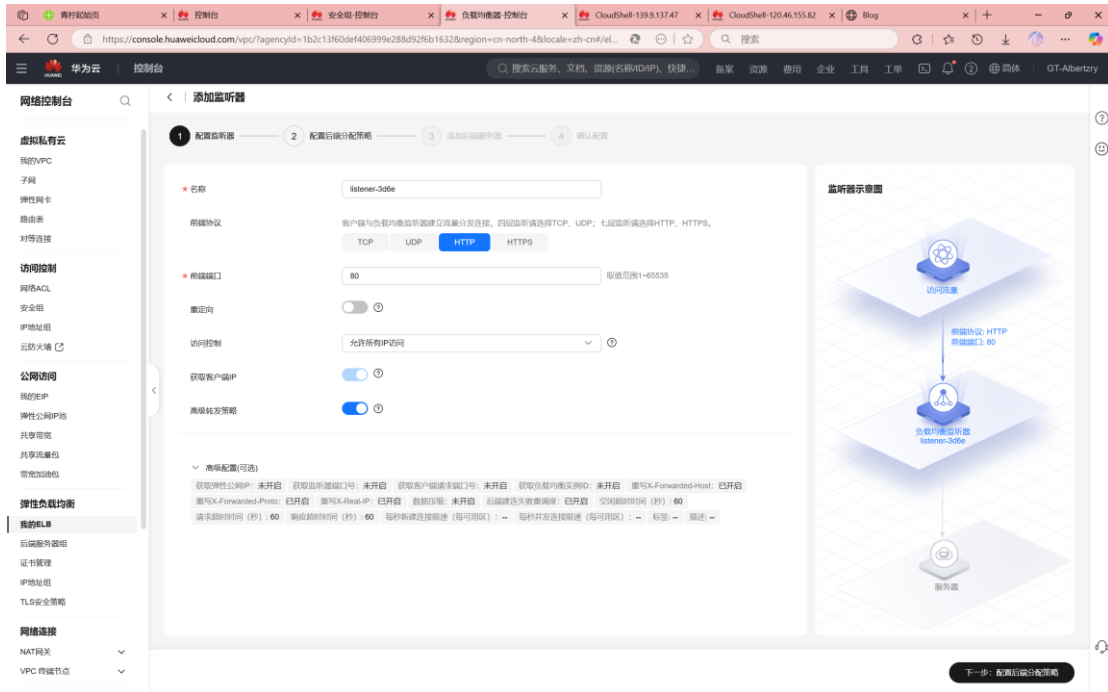 青柠起始页
控制台
安全组-控制台
负载均衡器-控制台
CloudShell-139.9.137.47
CloudShell-120.46.155.82
Blog
https://console.huaweicloud.com/vpc/?agencyId=1b2c13f60def406999e288d92f6b1632&region=cn-north-4&locale=zh-cn#/el...
搜索
HUAWEI
华为云
控制台
搜索云服务、文档、资源(名称/ID/IP)、快捷...
备案 资源 费用 企业 工具 工单
简体
GT-Albertzry
网络控制台
虚拟私有云
我的VPC
子网
弹性网卡
路由表
对等连接
访问控制
网络ACL
安全组
IP地址组
云防火墙
公网访问
我的EIP
弹性公网IP池
共享带宽
共享流量包
带宽加油包
弹性负载均衡
我的ELB
后端服务器组
证书管理
IP地址组
TLS安全策略
网络连接
NAT网关
VPC 终端节点
添加监听器
1 配置监听器
2 配置后端分配策略
3 添加后端服务器
4 确认配置
* 名称
listener-3d6e
前端协议
客户端与负载均衡监听器建立流量分发连接。四层监听请选择TCP、UDP；七层监听请选择HTTP、HTTPS。
TCP UDP HTTP HTTPS
* 前端端口
80
取值范围1~65535
重定向
访问控制
允许所有IP访问
获取客户端IP
高级转发策略
高级配置(可选)
获取弹性公网IP：未开启 获取监听器端口号：未开启 获取客户端请求端口号：未开启 获取负载均衡实例ID：未开启 重写X-Forwarded-Host：已开启
重写X-Forwarded-Proto：已开启 重写X-Real-IP：已开启 数据压缩：未开启 后端建连失败重调度：已开启 空闲超时时间（秒）: 60
请求超时时间（秒）: 60 响应超时时间（秒）: 60 每秒新建连接限速（每可用区）: -- 每秒并发连接限速（每可用区）: -- 标签: -- 描述: --
监听器示意图
访问流量
前端协议: HTTP
前端端口: 80
负载均衡监听器
listener-3d6e
服务器
下一步：配置后端分配策略